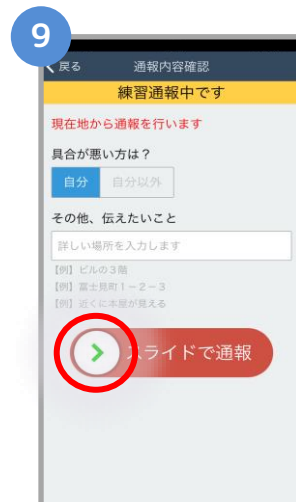 9
戻る 通報内容確認
練習通報中です
現在地から通報を行います
具合が悪い方は？
自分 自分以外
その他、伝えたいこと
詳しい場所を入力します
【例】ビルの３階
【例】富士見町１－２－３
【例】近くに本屋が見える
スライドで通報